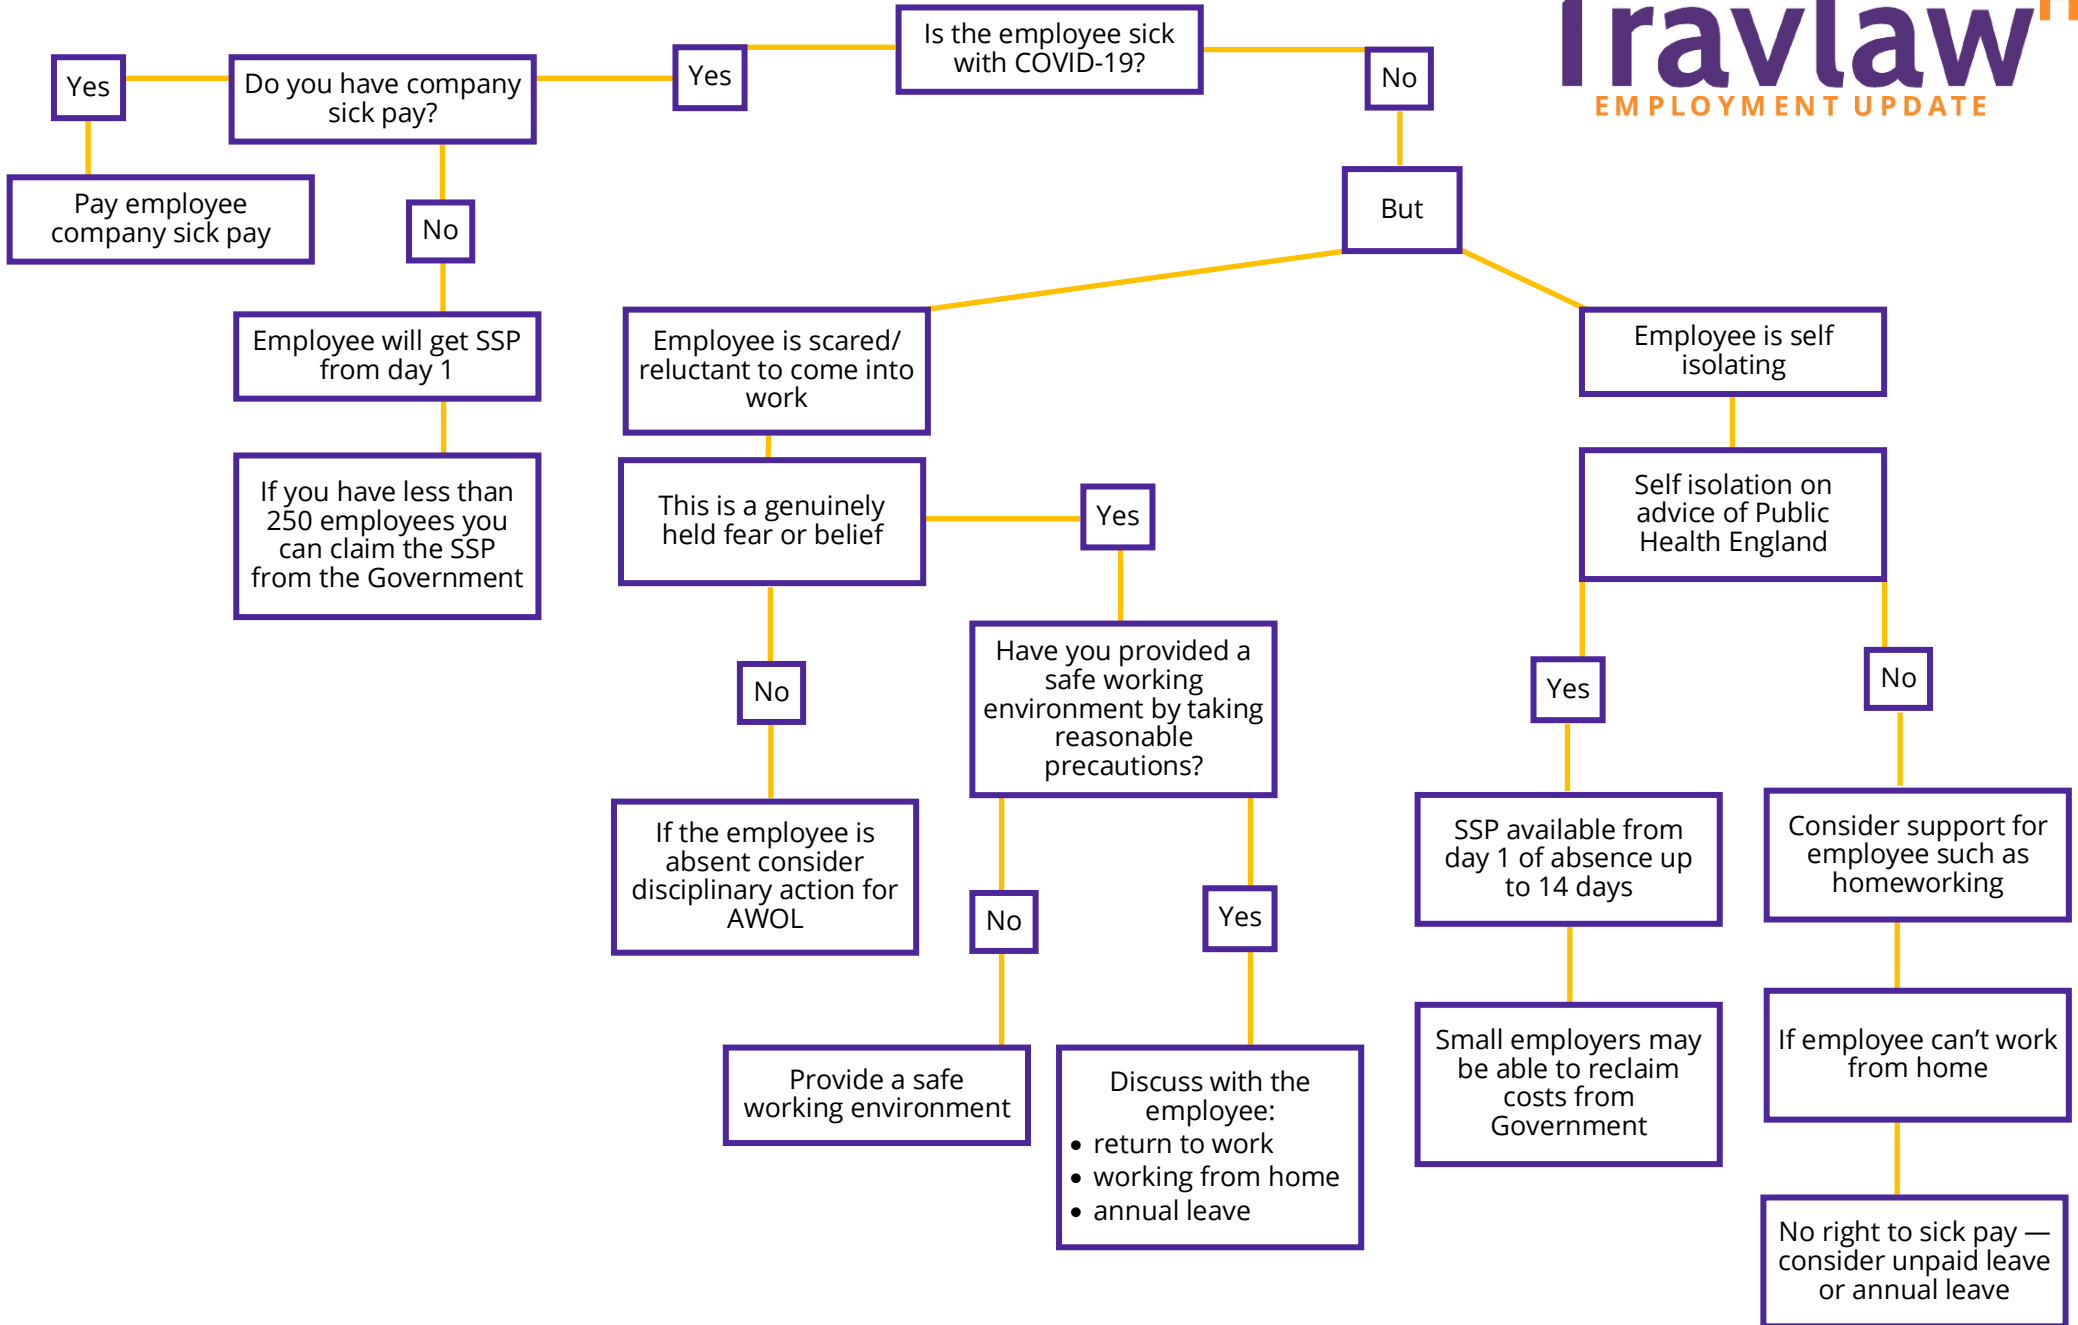 Travlaw
EMPLOYMENT UPDATE
Is the employee sick
with COVID-19?
Yes
No
Do you have company
sick pay?
Yes
Pay employee
company sick pay
No
Employee will get SSP
from day 1
If you have less than
250 employees you
can claim the SSP
from the Government
But
Employee is scared/
reluctant to come into
work
This is a genuinely
held fear or belief
Yes
No
If the employee is
absent consider
disciplinary action for
AWOL
Have you provided a
safe working
environment by taking
reasonable
precautions?
No
Yes
Provide a safe
working environment
Discuss with the
employee:
• return to work
• working from home
• annual leave
Employee is self
isolating
Self isolation on
advice of Public
Health England
Yes
No
SSP available from
day 1 of absence up
to 14 days
Small employers may
be able to reclaim
costs from
Government
Consider support for
employee such as
homeworking
If employee can’t work
from home
No right to sick pay —
consider unpaid leave
or annual leave